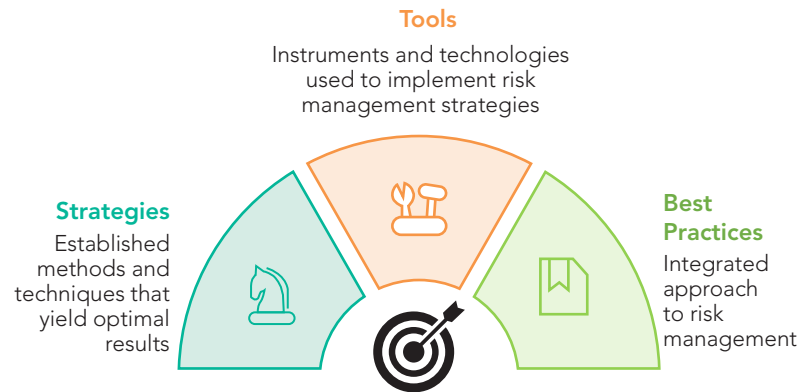 Tools
Instruments and technologies
used to implement risk
management strategies
Strategies
Established
methods and
techniques that
yield optimal
results
Best
Practices
Integrated
approach
to risk
management